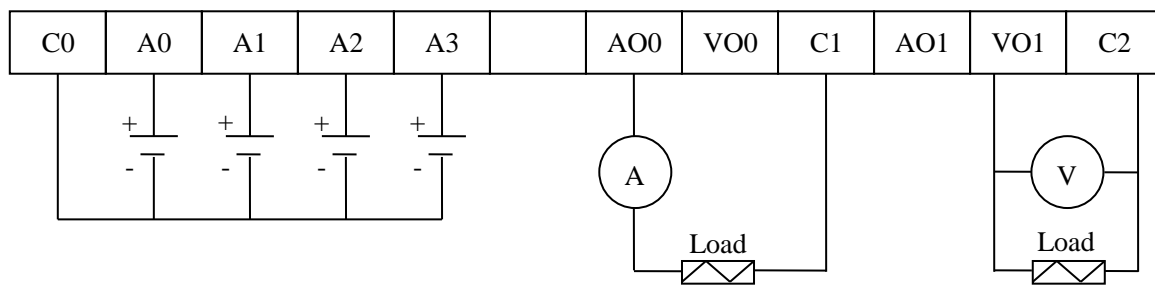 C0 A0 A1 A2 A3 AO0 VO0 C1 AO1 VO1 C2
+ + + +
- - - -
A V
Load Load